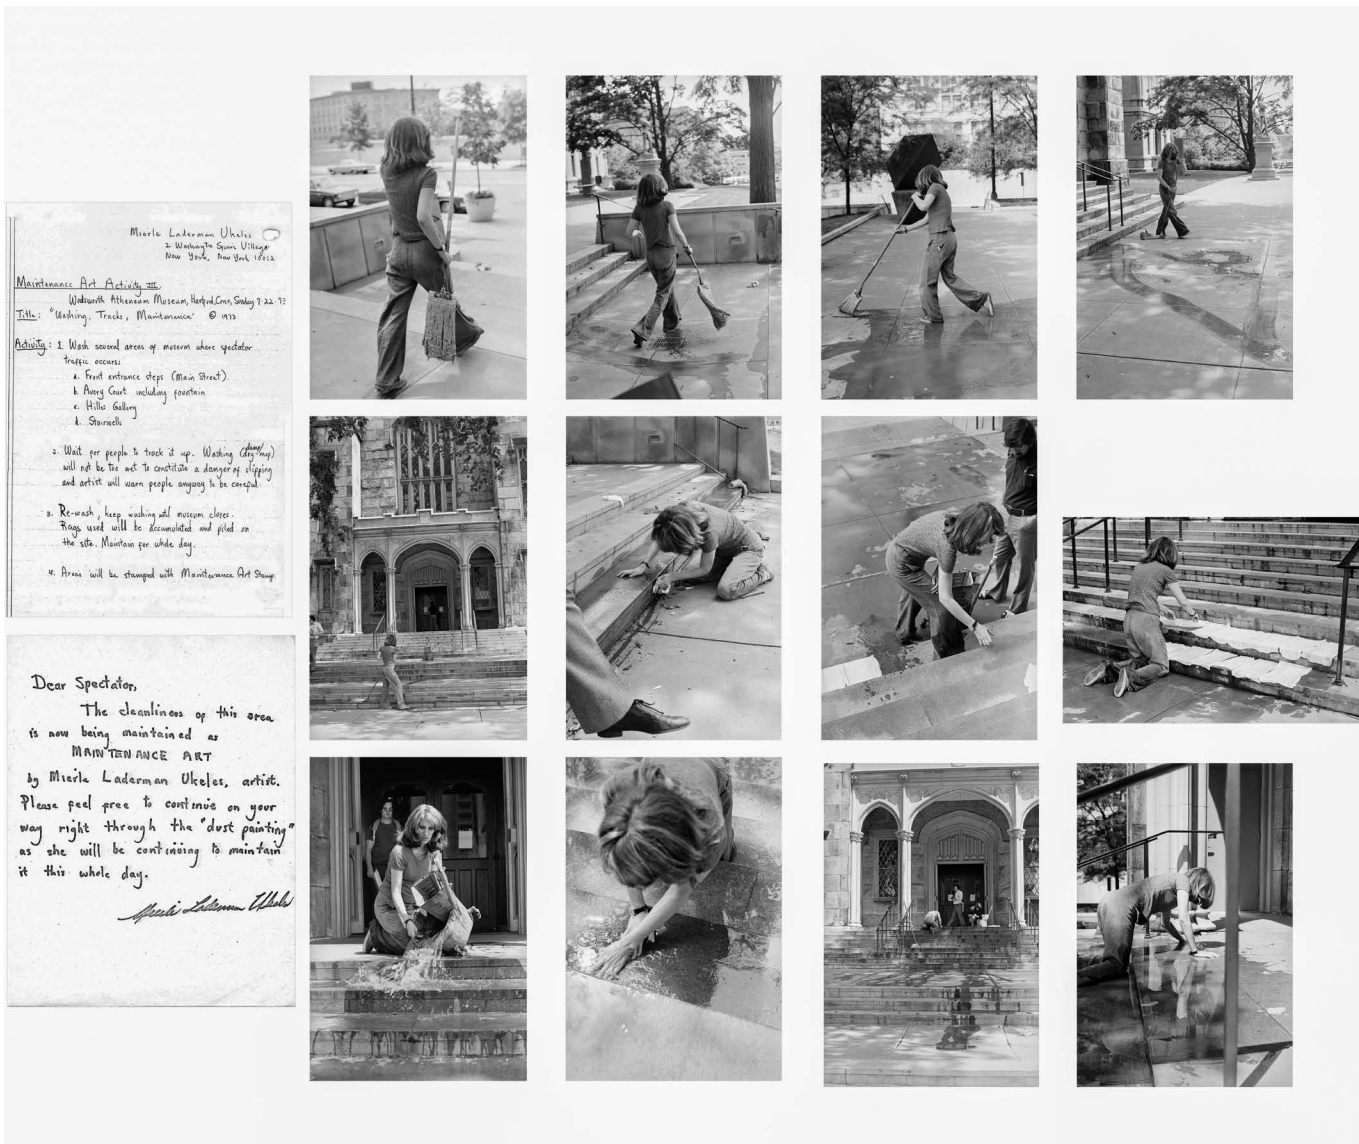 Mierle Laderman Ukeles
2 Washington Square Village
New York, New York 10012
Maintenance Art Activity III
Wadsworth Atheneum Museum, Hartford, Conn, Sunday 7.22.73
Title: "Washing, Tracks, Maintenance" © 1973
Activity: 1. Wash several areas of museum where spectator
traffic occurs:
a. Front entrance steps (Main Street)
b. Avery Court including fountain
c. Hilles Gallery
d. Stairwells
2. Wait for people to track it up. Washing (damp/dry mop)
will not be too wet to constitute a danger of slipping
and artist will warn people anyway to be careful
3. Re-wash, keep washing until museum closes.
Rags used will be accumulated and piled on
the site. Maintain for whole day.
4. Areas will be stamped with Maintenance Art Stamp
Dear Spectator,
The cleanliness of this area
is now being maintained as
MAINTENANCE ART
by Mierle Laderman Ukeles, artist.
Please feel free to continue on your
way right through the "dust painting"
as she will be continuing to maintain
it this whole day.
Mierle Laderman Ukeles